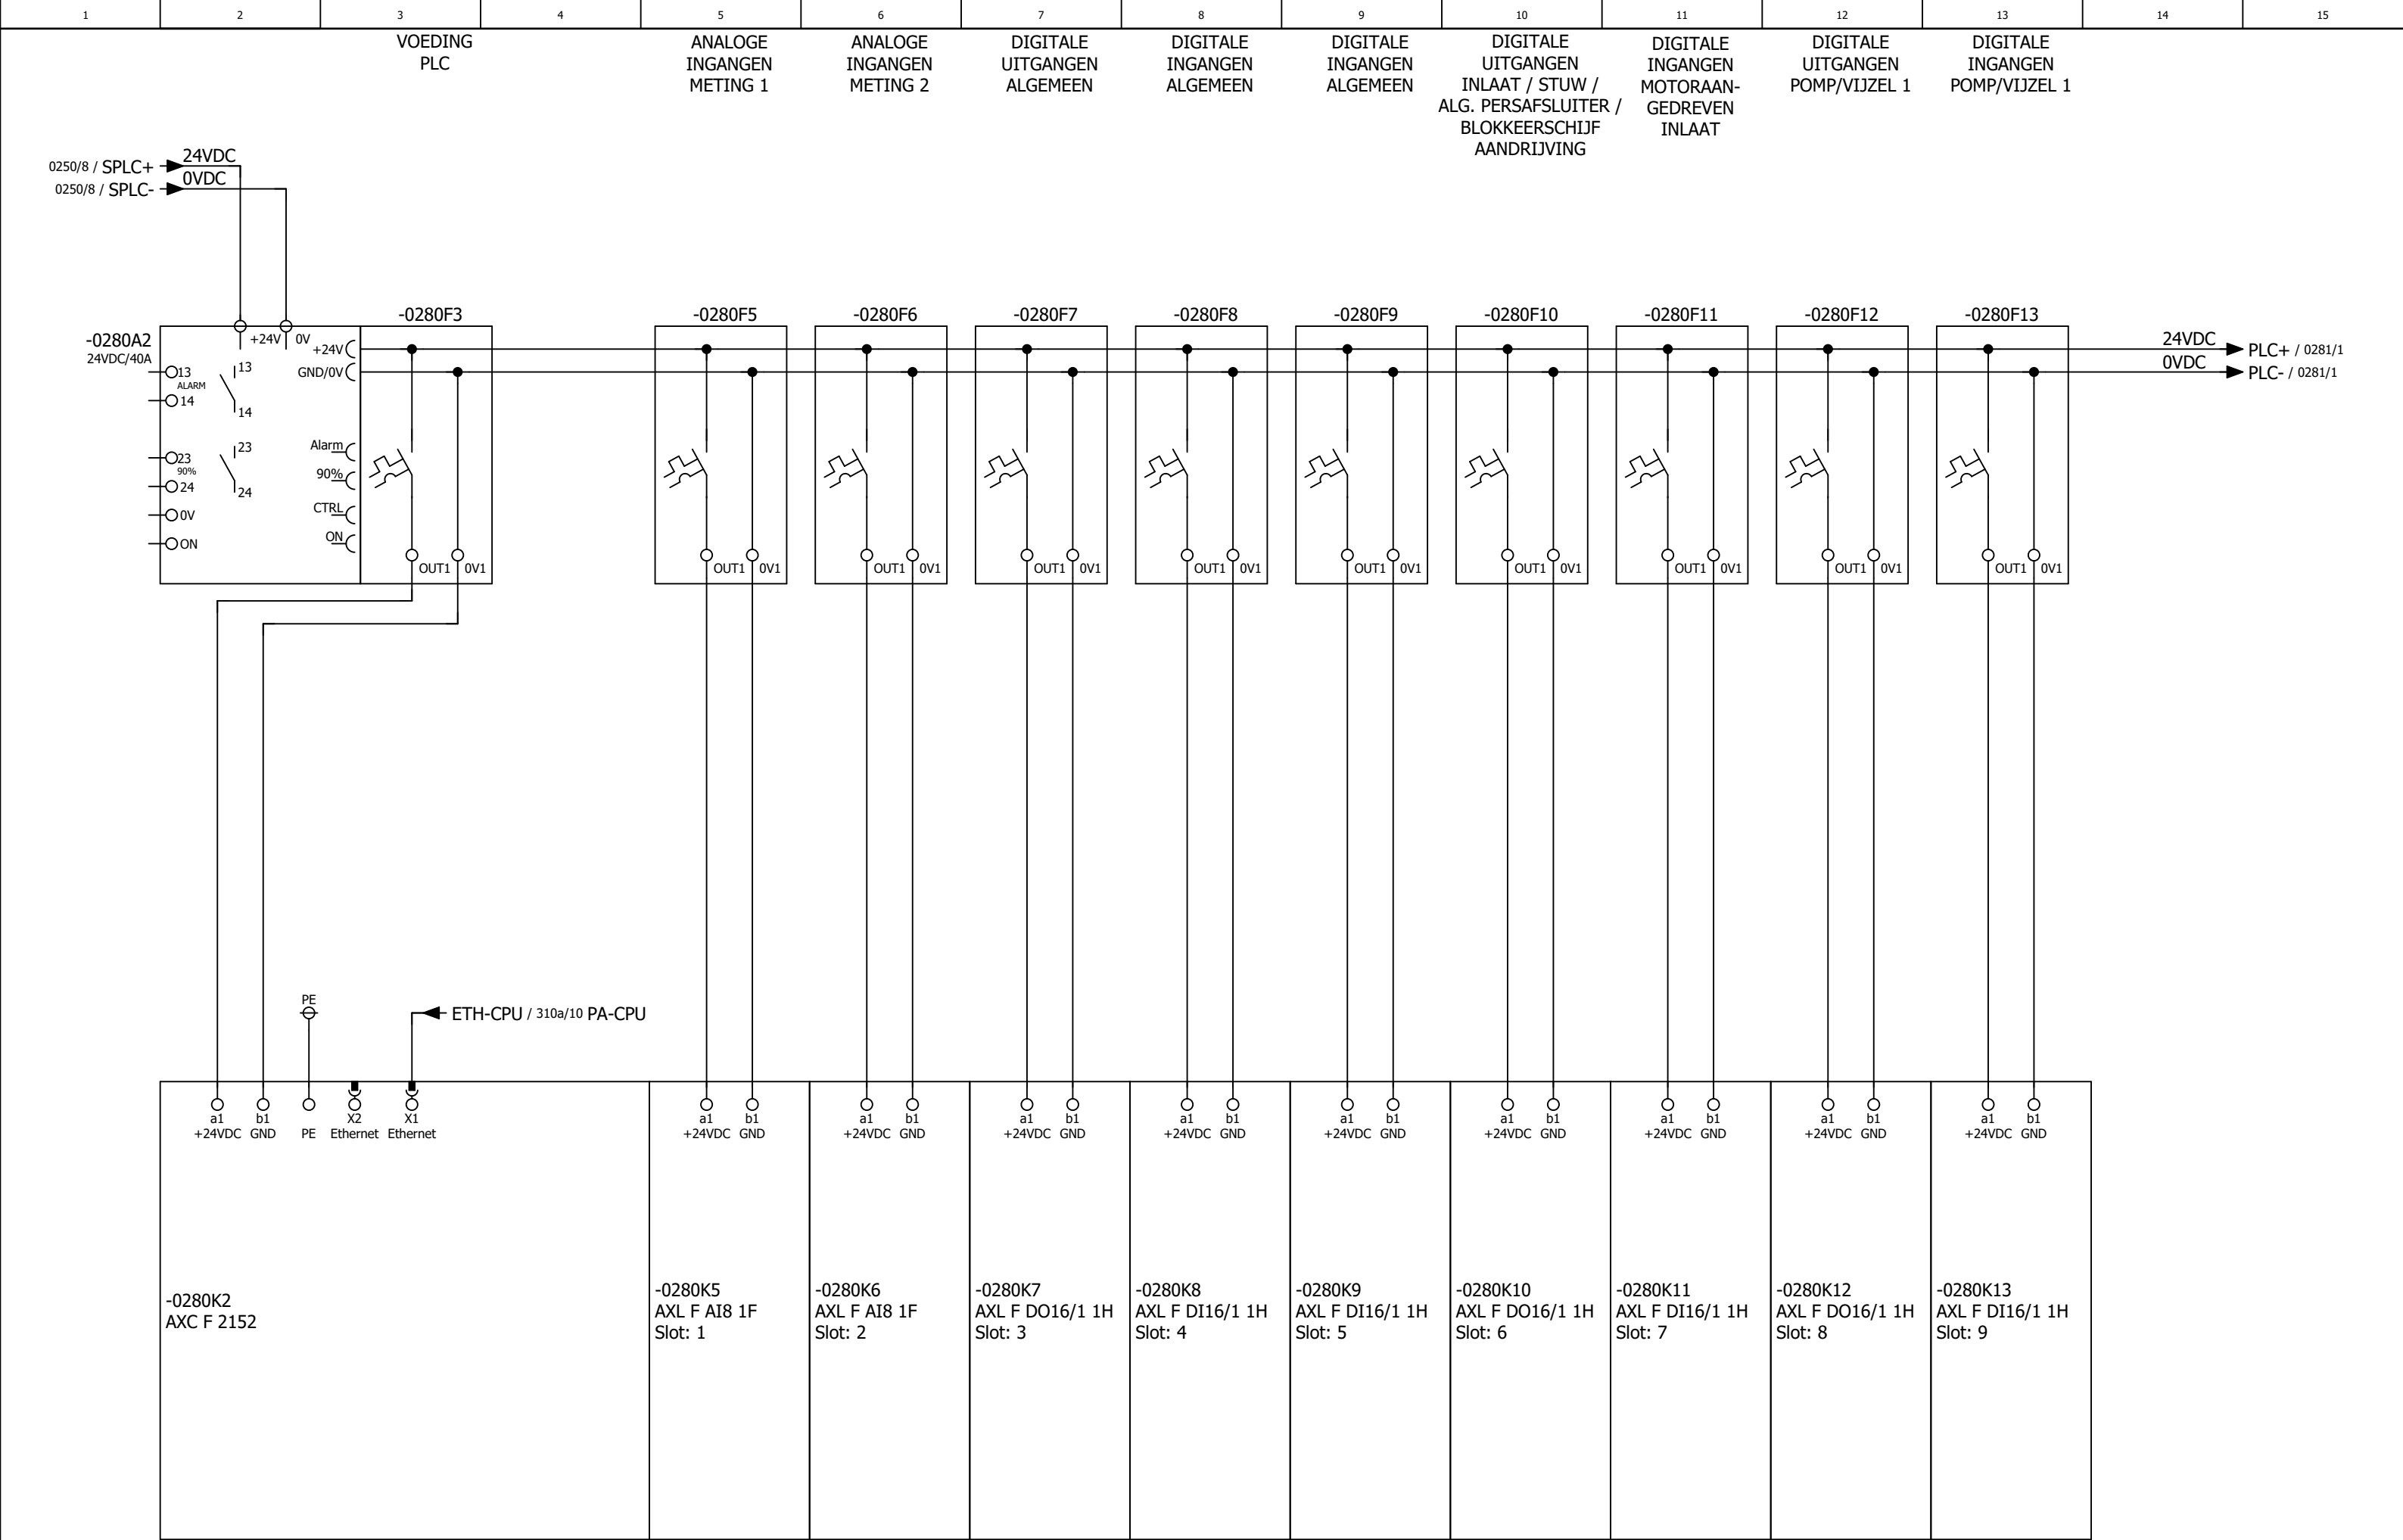 1 2 3 4 5 6 7 8 9 10 11 12 13 14 15
VOEDING
PLC
ANALOGE
INGANGEN
METING 1
ANALOGE
INGANGEN
METING 2
DIGITALE
UITGANGEN
ALGEMEEN
DIGITALE
INGANGEN
ALGEMEEN
DIGITALE
INGANGEN
ALGEMEEN
DIGITALE
UITGANGEN
INLAAT / STUW /
ALG. PERSAFSLUITER /
BLOKKEERSCHIJF
AANDRIJVING
DIGITALE
INGANGEN
MOTORAAN-
GEDREVEN
INLAAT
DIGITALE
UITGANGEN
POMP/VIJZEL 1
DIGITALE
INGANGEN
POMP/VIJZEL 1
0250/8 / SPLC+ 24VDC
0250/8 / SPLC- 0VDC
-0280A2
24VDC/40A
+24V 0V
+24V
GND/0V
13
ALARM
14
13
14
23
90%
24
23
24
0V
ON
Alarm
90%
CTRL
ON
-0280F3
OUT1 0V1
-0280F5
OUT1 0V1
-0280F6
OUT1 0V1
-0280F7
OUT1 0V1
-0280F8
OUT1 0V1
-0280F9
OUT1 0V1
-0280F10
OUT1 0V1
-0280F11
OUT1 0V1
-0280F12
OUT1 0V1
-0280F13
OUT1 0V1
24VDC PLC+ / 0281/1
0VDC PLC- / 0281/1
PE
ETH-CPU / 310a/10 PA-CPU
a1 b1 X2 X1
+24VDC GND PE Ethernet Ethernet
-0280K2
AXC F 2152
a1 b1
+24VDC GND
-0280K5
AXL F AI8 1F
Slot: 1
a1 b1
+24VDC GND
-0280K6
AXL F AI8 1F
Slot: 2
a1 b1
+24VDC GND
-0280K7
AXL F DO16/1 1H
Slot: 3
a1 b1
+24VDC GND
-0280K8
AXL F DI16/1 1H
Slot: 4
a1 b1
+24VDC GND
-0280K9
AXL F DI16/1 1H
Slot: 5
a1 b1
+24VDC GND
-0280K10
AXL F DO16/1 1H
Slot: 6
a1 b1
+24VDC GND
-0280K11
AXL F DI16/1 1H
Slot: 7
a1 b1
+24VDC GND
-0280K12
AXL F DO16/1 1H
Slot: 8
a1 b1
+24VDC GND
-0280K13
AXL F DI16/1 1H
Slot: 9